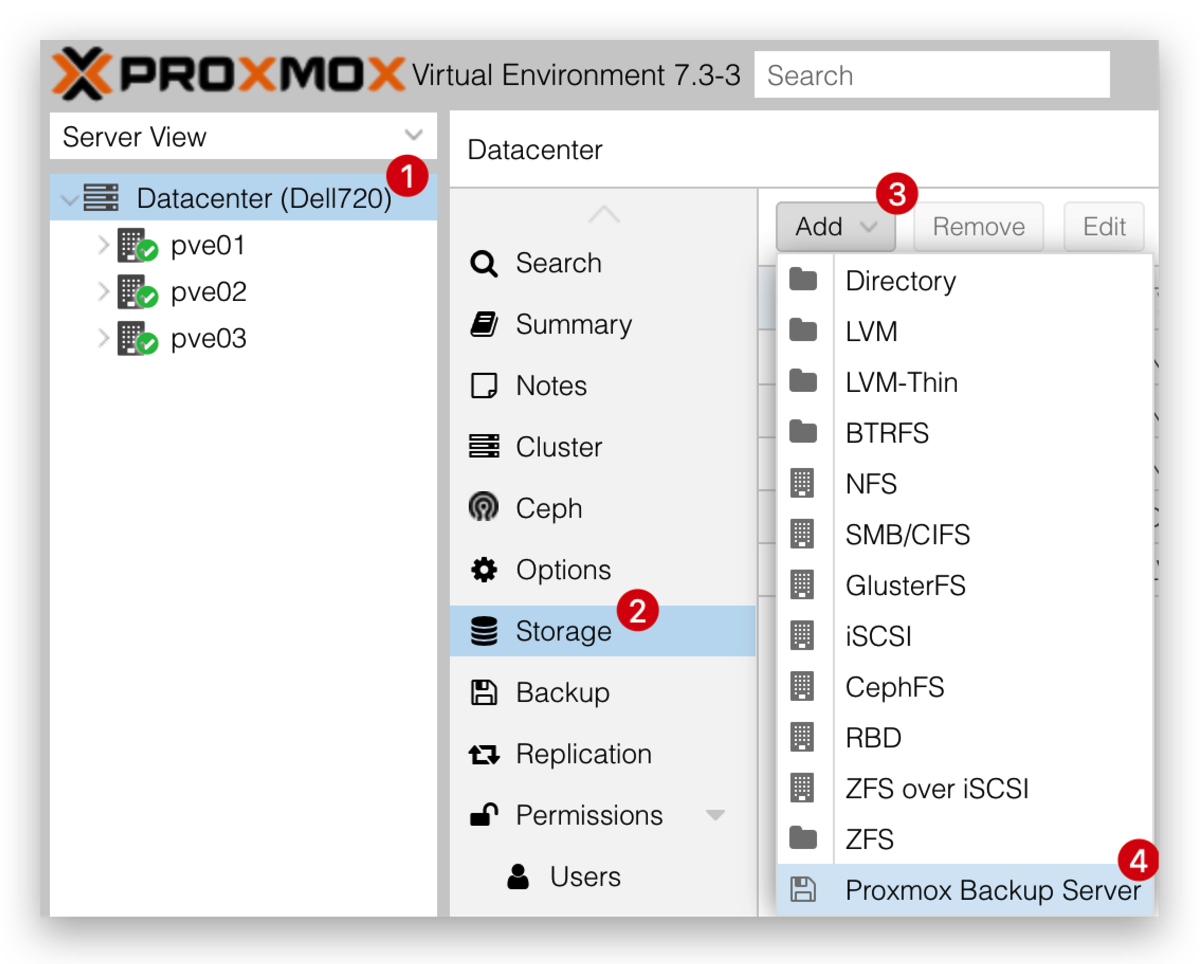 PROXMOX Virtual Environment 7.3-3 Search
Server View
Datacenter (Dell720) 1
pve01
pve02
pve03
Datacenter
Search
Summary
Notes
Cluster
Ceph
Options
Storage 2
Backup
Replication
Permissions
Users
Add 3 Remove Edit
Directory
LVM
LVM-Thin
BTRFS
NFS
SMB/CIFS
GlusterFS
iSCSI
CephFS
RBD
ZFS over iSCSI
ZFS
Proxmox Backup Server 4